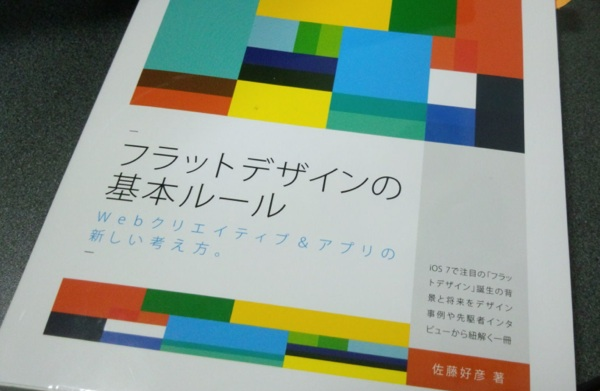 フラットデザインの
基本ルール
Webクリエイティブ&アプリの
新しい考え方。
iOS 7で注目の「フラッ
トデザイン」誕生の背
景と将来をデザイン
事例や先駆者インタ
ビューから紐解く一冊
佐藤好彦 著